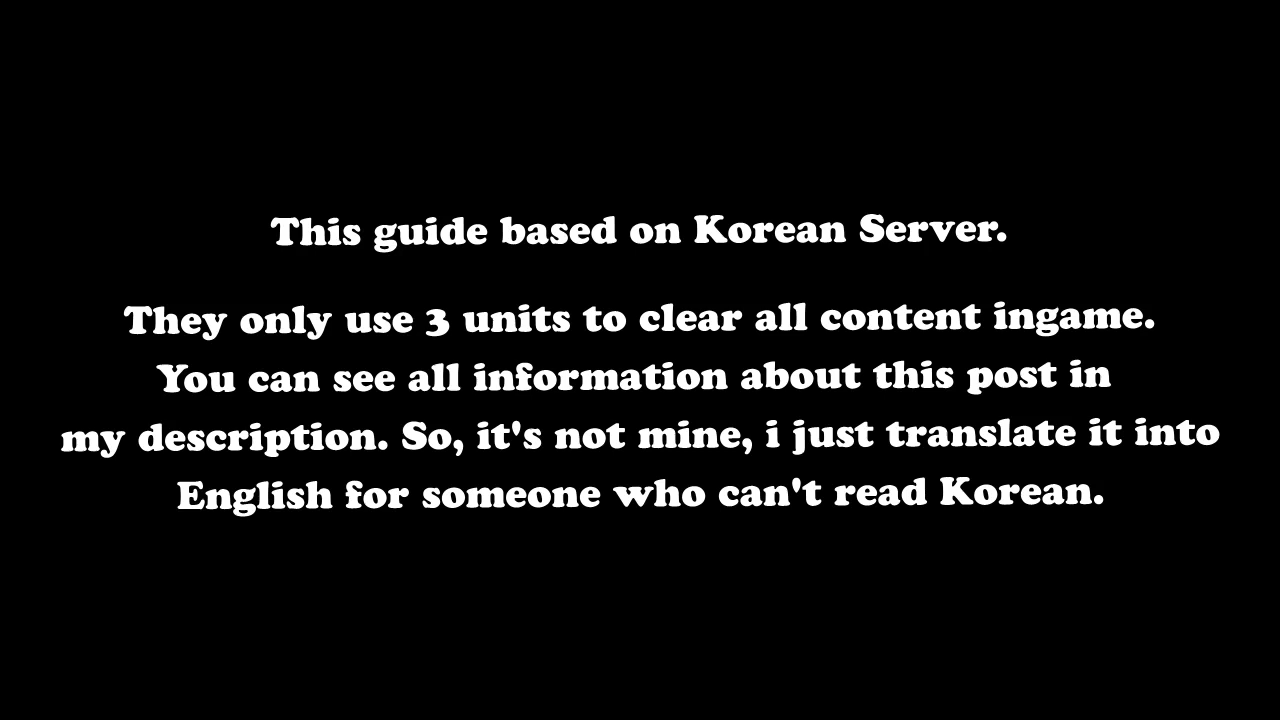 This guide based on Korean Server.
They only use 3 units to clear all content ingame.
You can see all information about this post in
my description. So, it's not mine, i just translate it into
English for someone who can't read Korean.